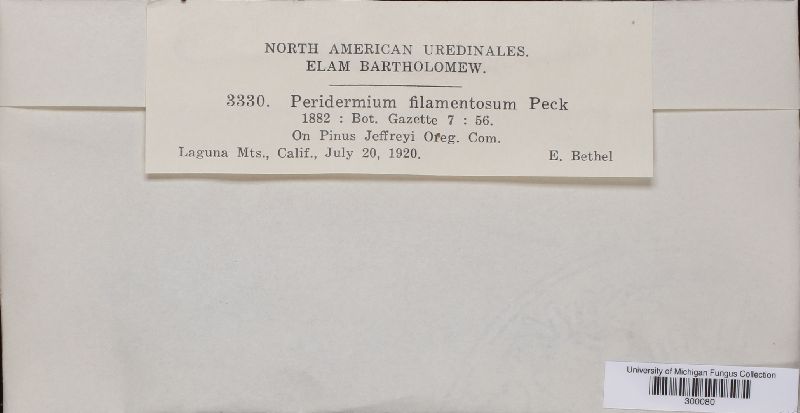 NORTH AMERICAN UREDINALES.
ELAM BARTHOLOMEW.
3330. Peridermium filamentosum Peck
1882 : Bot. Gazette 7 : 56.
On Pinus Jeffreyi Oreg. Com.
Laguna Mts., Calif., July 20, 1920. E. Bethel
University of Michigan Fungus Collection
300080